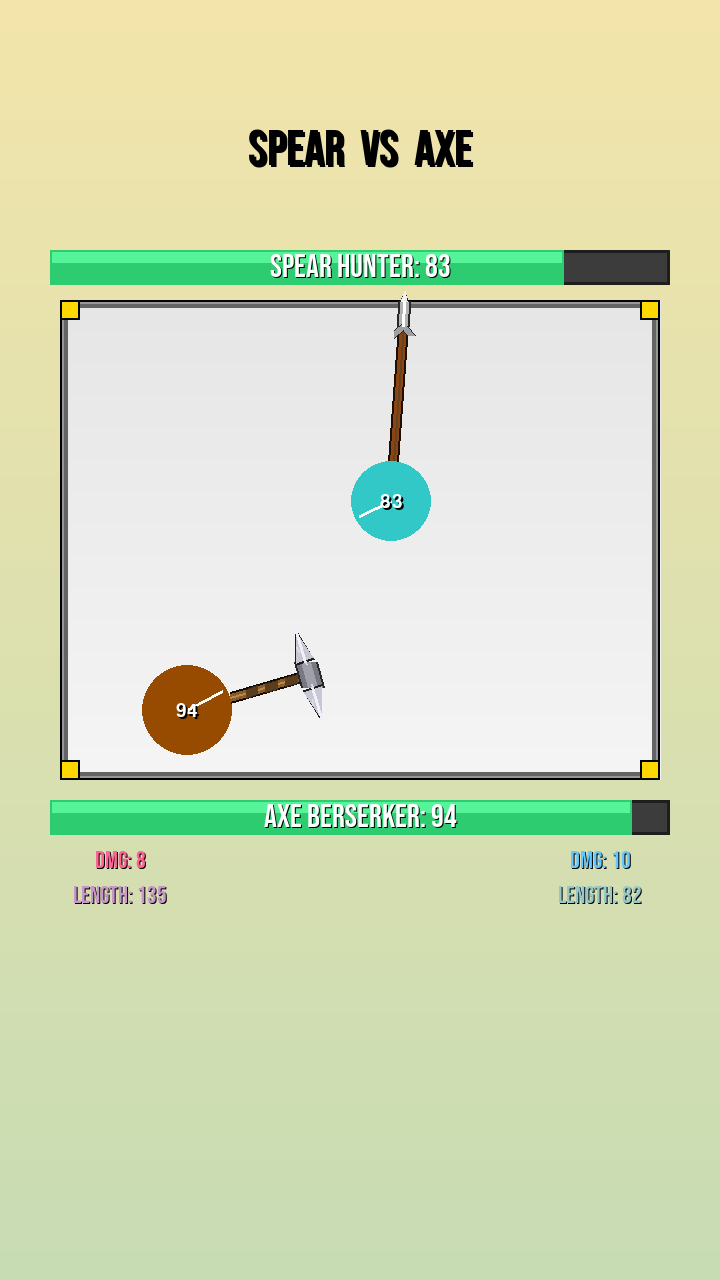 SPEAR VS AXE
SPEAR HUNTER: 83
83
94
AXE BERSERKER: 94
DMG: 8
DMG: 10
LENGTH: 135
LENGTH: 82